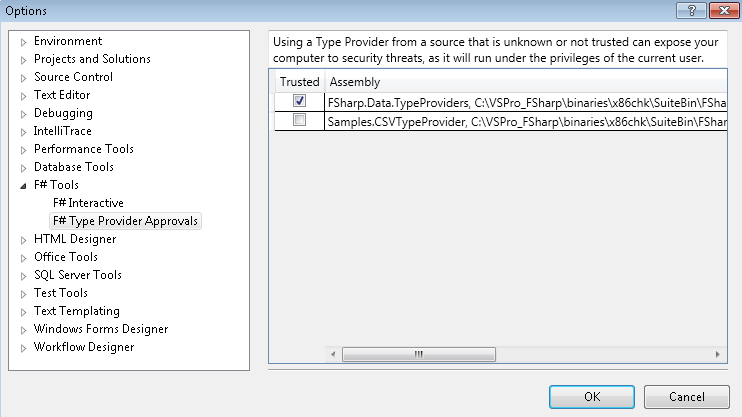 Options
Environment
Projects and Solutions
Source Control
Text Editor
Debugging
IntelliTrace
Performance Tools
Database Tools
F# Tools
F# Interactive
F# Type Provider Approvals
HTML Designer
Office Tools
SQL Server Tools
Test Tools
Text Templating
Windows Forms Designer
Workflow Designer
Using a Type Provider from a source that is unknown or not trusted can expose your
computer to security threats, as it will run under the privileges of the current user.
Trusted Assembly
FSharp.Data.TypeProviders, C:\VSPro_FSharp\binaries\x86chk\SuiteBin\FShar
Samples.CSVTypeProvider, C:\VSPro_FSharp\binaries\x86chk\SuiteBin\FShar
OK Cancel